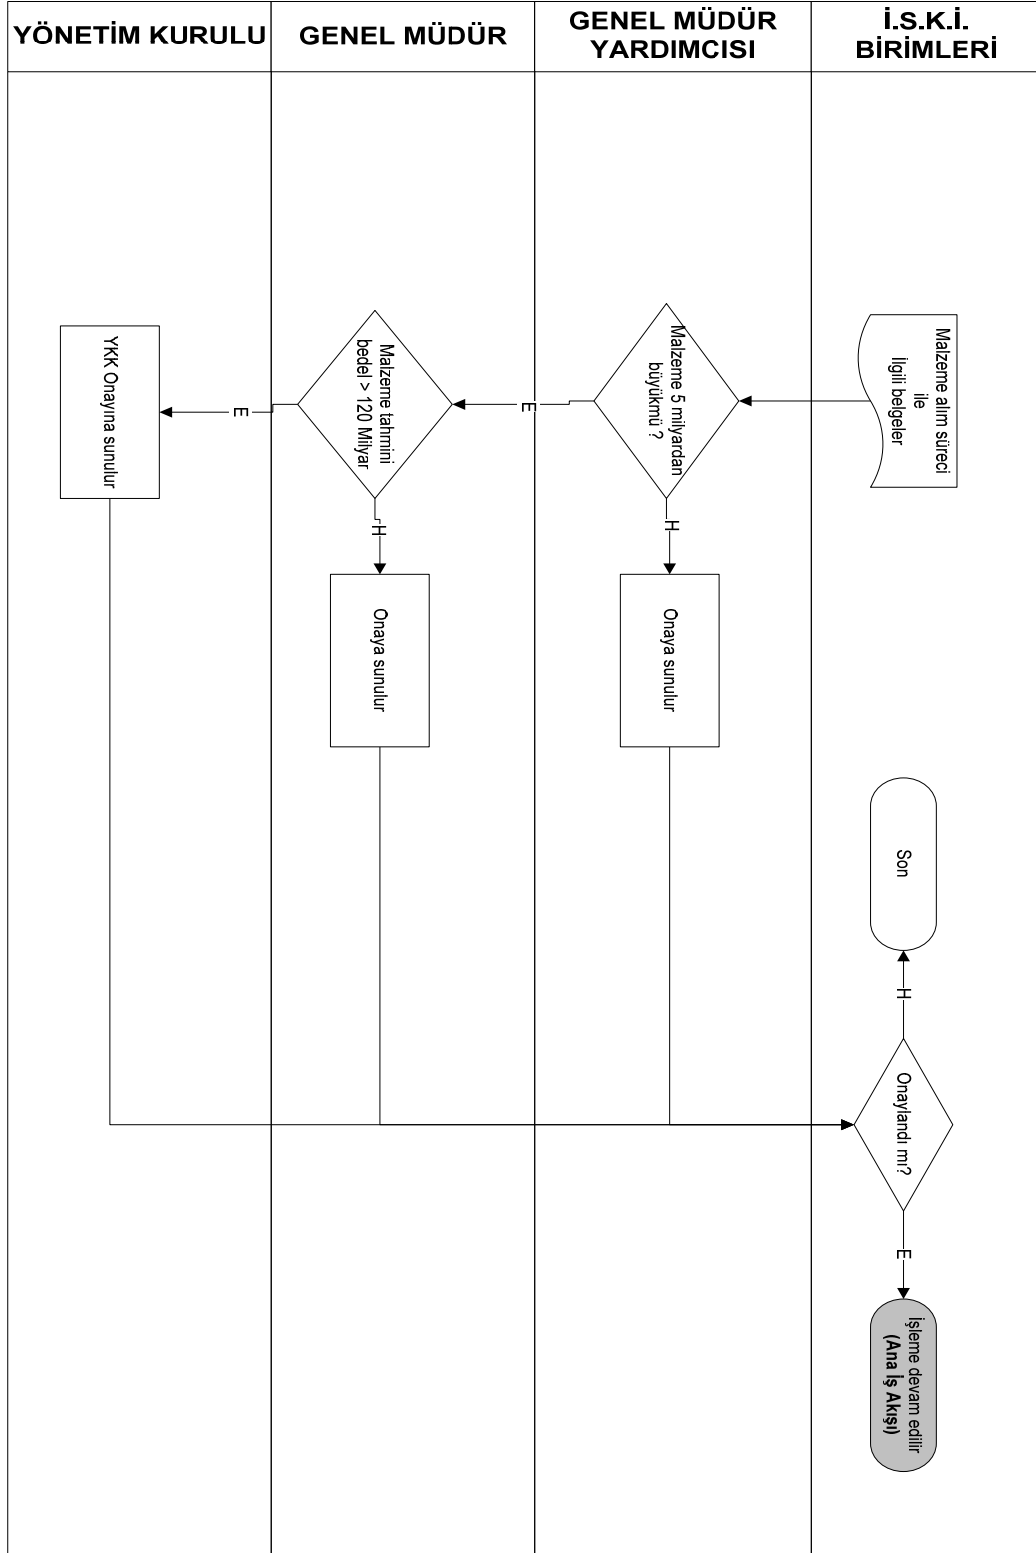 YÖNETİM KURULU
GENEL MÜDÜR
GENEL MÜDÜR
YARDIMCISI
İ.S.K.İ.
BİRİMLERİ
Malzeme alım süreci
ile
İlgili belgeler
Malzeme 5 milyardan
büyükmü ?
E
H
Malzeme tahmini
bedel > 120 Milyar
E
H
YKK Onayına sunulur
Onaya sunulur
Onaya sunulur
Son
H
Onaylandı mı?
E
İşleme devam edilir
(Ana İş Akışı)